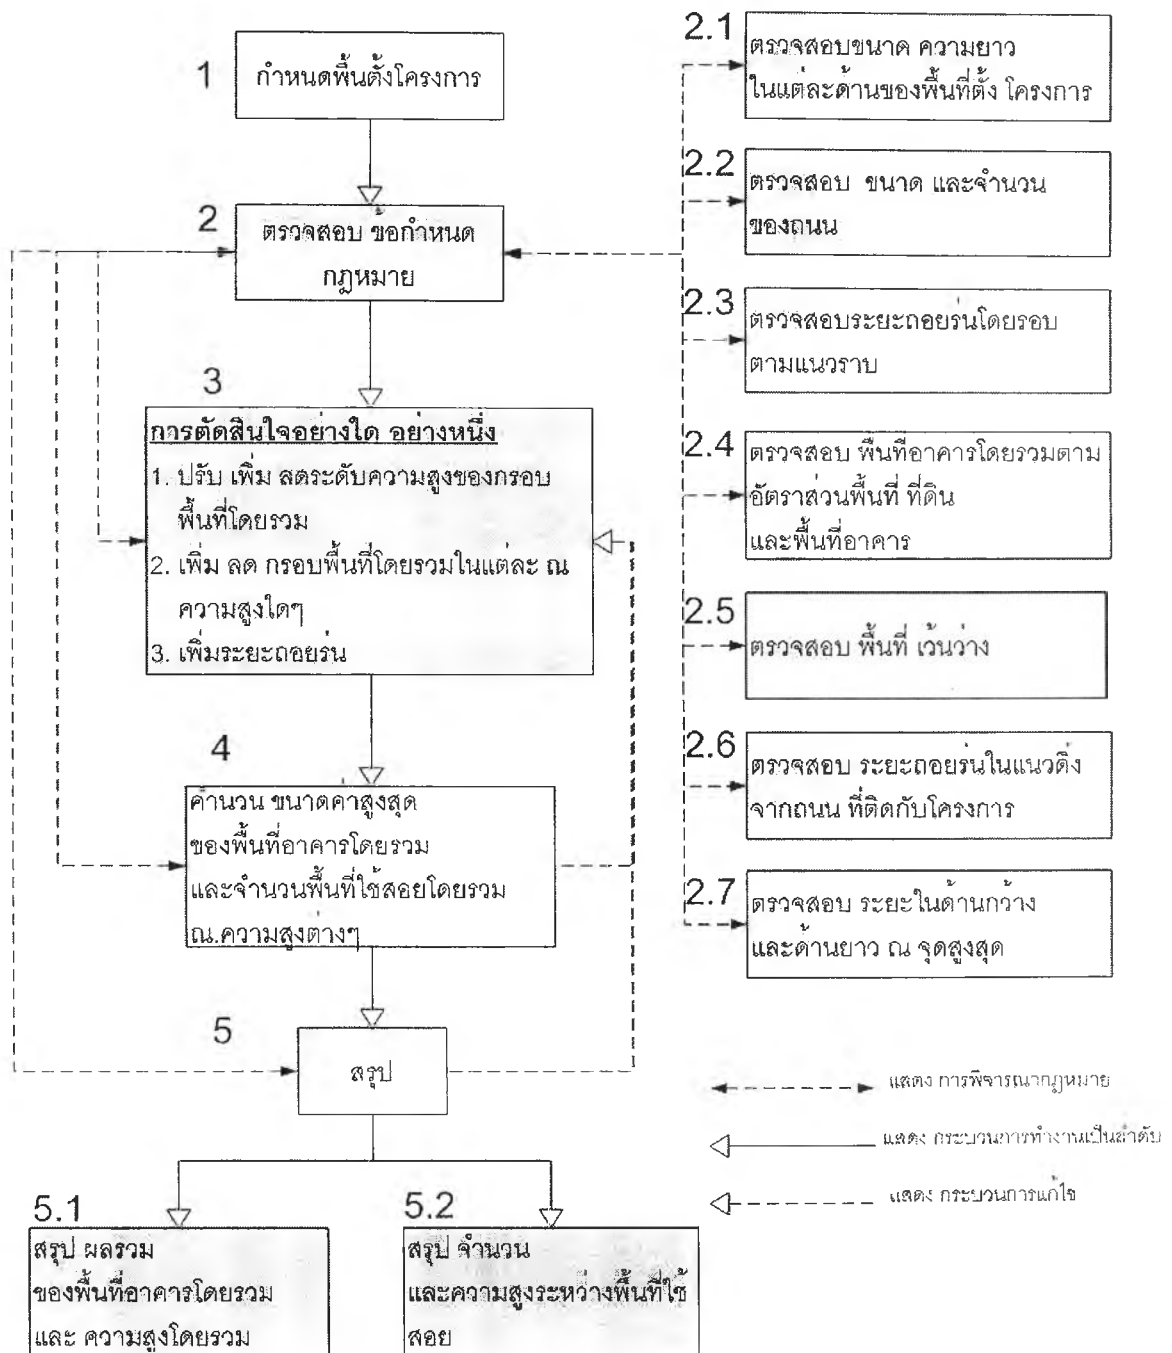 1
กำหนดพื้นตั้งโครงการ
2
ตรวจสอบ ข้อกำหนด
กฎหมาย
3
การตัดสินใจอย่างใด อย่างหนึ่ง
1. ปรับ เพิ่ม ลดระดับความสูงของกรอบ
พื้นที่โดยรวม
2. เพิ่ม ลด กรอบพื้นที่โดยรวมในแต่ละ ณ
ความสูงใดๆ
3. เพิ่มระยะถอยร่น
4
คำนวน ขนาดค่าสูงสุด
ของพื้นที่อาคารโดยรวม
และจำนวนพื้นที่ใช้สอยโดยรวม
ณ.ความสูงต่างๆ
5
สรุป
5.1
สรุป ผลรวม
ของพื้นที่อาคารโดยรวม
และ ความสูงโดยรวม
5.2
สรุป จำนวน
และความสูงระหว่างพื้นที่ใช้
สอย
2.1
ตรวจสอบขนาด ความยาว
ในแต่ละด้านของพื้นที่ตั้ง โครงการ
2.2
ตรวจสอบ ขนาด และจำนวน
ของถนน
2.3
ตรวจสอบระยะถอยร่นโดยรอบ
ตามแนวราบ
2.4
ตรวจสอบ พื้นที่อาคารโดยรวมตาม
อัตราส่วนพื้นที่ ที่ดิน
และพื้นที่อาคาร
2.5
ตรวจสอบ พื้นที่ เว้นว่าง
2.6
ตรวจสอบ ระยะถอยร่นในแนวดิ่ง
จากถนน ที่ติดกับโครงการ
2.7
ตรวจสอบ ระยะในด้านกว้าง
และด้านยาว ณ จุดสูงสุด
แสดง การพิจารณากฎหมาย
แสดง กระบวนการทำงานเป็นลำดับ
แสดง กระบวนการแก้ไข